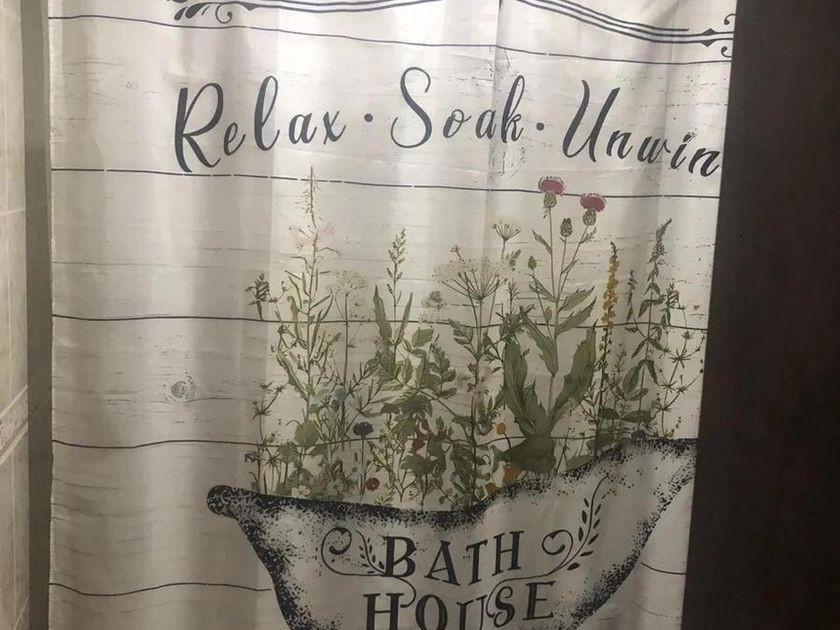 Relax · Soak · Unwin
BATH
HOUSE